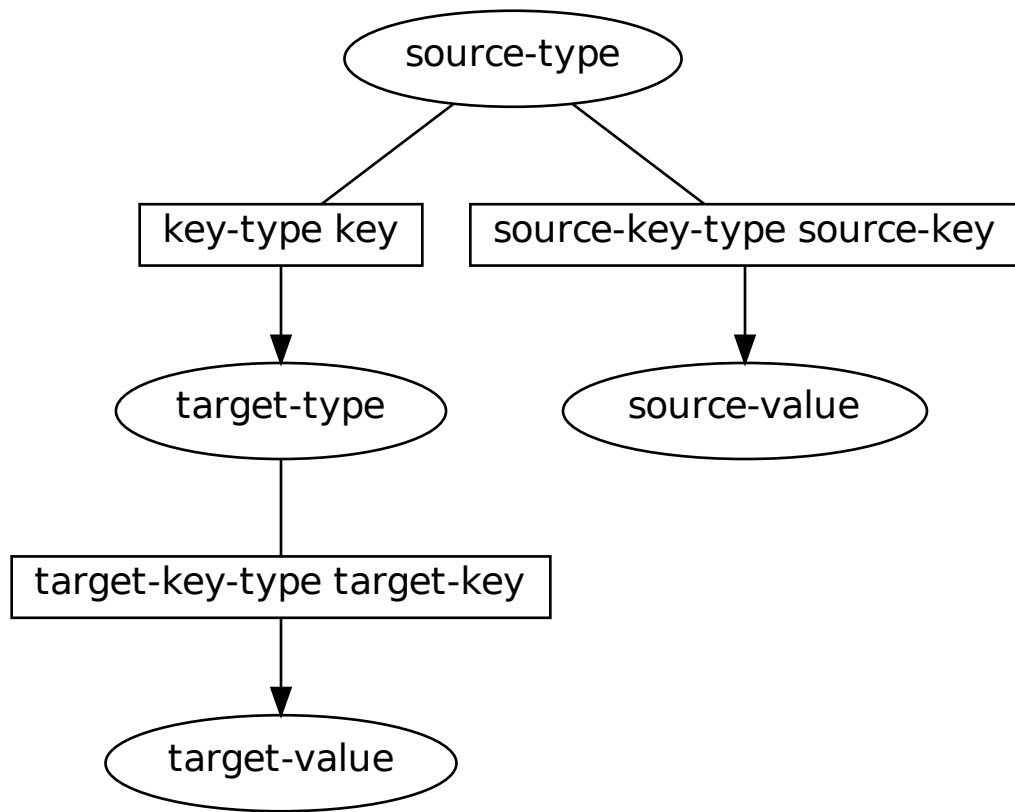 source-type
key-type key
source-key-type source-key
target-type
source-value
target-key-type target-key
target-value